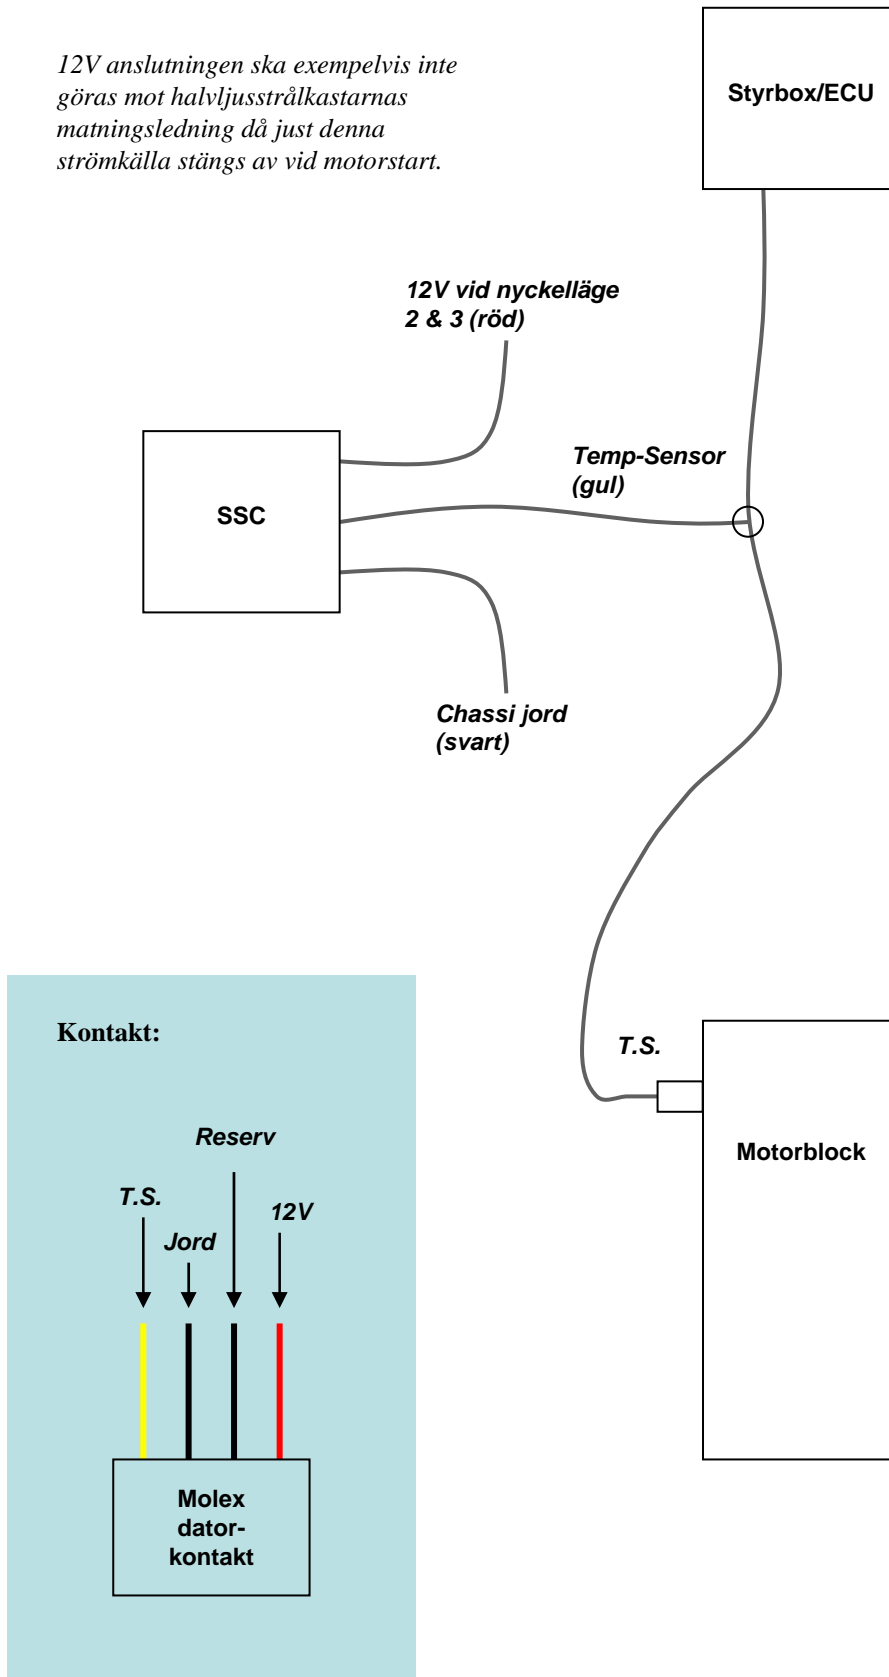 12V anslutningen ska exempelvis inte
göras mot halvljusstrålkastarnas
matningsledning då just denna
strömkälla stängs av vid motorstart.
Styrbox/ECU
12V vid nyckelläge
2 & 3 (röd)
Temp-Sensor
(gul)
SSC
Chassi jord
(svart)
Kontakt:
T.S.
Motorblock
Reserv
T.S.
12V
Jord
Molex
dator-
kontakt